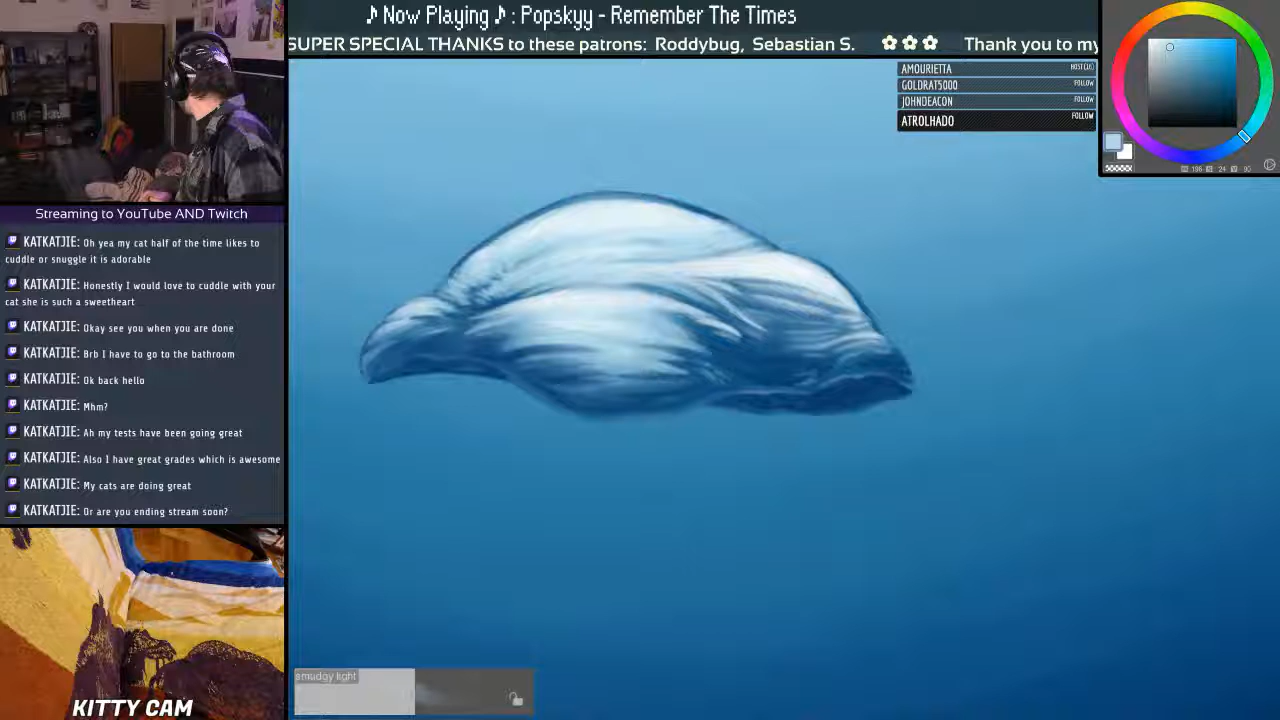 ♪ Now Playing ♪ : Popskyy - Remember The Times
SUPER SPECIAL THANKS to these patrons: Roddybug, Sebastian S. ✿ ✿ ✿ Thank you to my
AMOURIETTA
GOLDRAT5000 FOLLOW
JOHNDEACON FOLLOW
ATROLHADO FOLLOW
Streaming to YouTube AND Twitch
KATKATJIE: Oh yea my cat half of the time likes to
cuddle or snuggle it is adorable
KATKATJIE: Honestly I would love to cuddle with your
cat she is such a sweetheart
KATKATJIE: Okay see you when you are done
KATKATJIE: Brb I have to go to the bathroom
KATKATJIE: Ok back hello
KATKATJIE: Mhm?
KATKATJIE: Ah my tests have been going great
KATKATJIE: Also I have great grades which is awesome
KATKATJIE: My cats are doing great
KATKATJIE: Or are you ending stream soon?
smudgy light
KITTY CAM